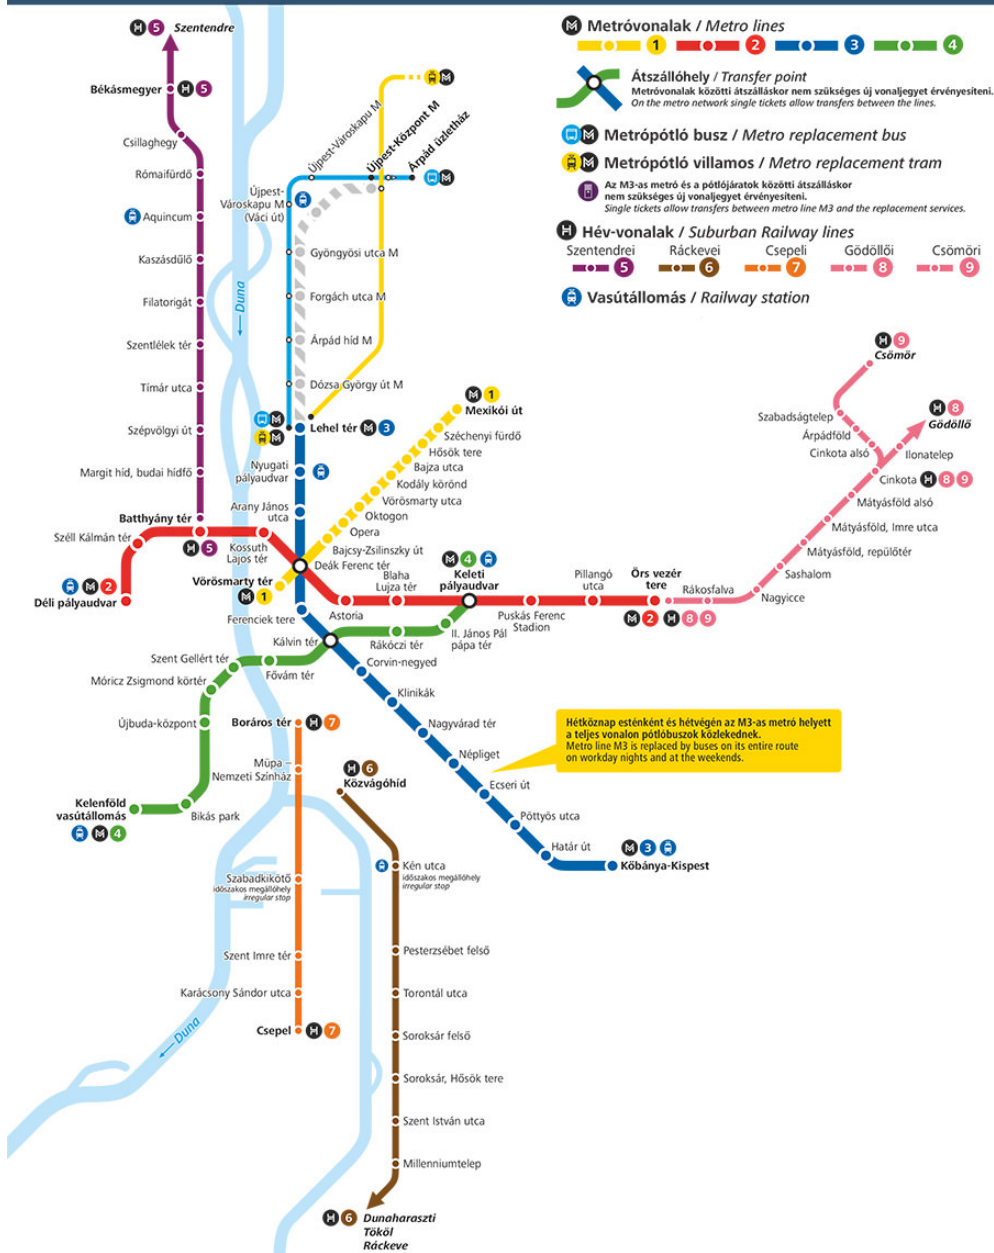 Metróvonalak / Metro lines
1 2 3 4
Átszállóhely / Transfer point
Metróvonalak közötti átszálláskor nem szükséges új vonaljegyet érvényesíteni.
On the metro network single tickets allow transfers between the lines.
Metrópótló busz / Metro replacement bus
Metrópótló villamos / Metro replacement tram
Az M3-as metró és a pótlójáratok közötti átszálláskor
nem szükséges új vonaljegyet érvényesíteni.
Single tickets allow transfers between metro line M3 and the replacement services.
H Hév-vonalak / Suburban Railway lines
Szentendrei Ráckevei Csepeli Gödöllői Csömöri
5 6 7 8 9
Vasútállomás / Railway station
H 5 Szentendre
Békásmegyer H 5
Csillaghegy
Rómaifürdő
Aquincum
Kaszásdűlő
Filatorigát
Szentlélek tér
Tímár utca
Szépvölgyi út
Margit híd, budai hídfő
Batthyány tér
H 5
Duna
Újpest-Városkapu M
Újpest-Központ M
Árpád üzletház
M
M
Újpest-
Városkapu M
(Váci út)
Gyöngyösi utca M
Forgách utca M
Árpád híd M
Dózsa György út M
M
M
Lehel tér M 3
Nyugati
pályaudvar
Arany János
utca
M 1
Mexikói út
Széchenyi fürdő
Hősök tere
Bajza utca
Kodály körönd
Vörösmarty utca
Oktogon
Opera
Bajcsy-Zsilinszky út
Deák Ferenc tér
Vörösmarty tér
M 1
Széll Kálmán tér
M 2
Déli pályaudvar
Kossuth
Lajos tér
Astoria
Blaha
Lujza tér
M 4
Keleti
pályaudvar
Puskás Ferenc
Stadion
Pillangó
utca
Örs vezér
tere
M 2 H 8 9
Rákosfalva
Nagyicce
Sashalom
Mátyásföld, repülőtér
Mátyásföld, Imre utca
Mátyásföld alsó
Cinkota H 8 9
Ilonatelep
H 8
Gödöllő
Cinkota alsó
Árpádföld
Szabadságtelep
H 9
Csömör
Ferenciek tere
Kálvin tér
Rákóczi tér
II. János Pál
pápa tér
Szent Gellért tér
Fővám tér
Móricz Zsigmond körtér
Újbuda-központ
Bikás park
Kelenföld
vasútállomás
M 4
Corvin-negyed
Klinikák
Nagyvárad tér
Népliget
Ecseri út
Pöttyös utca
Határ út
M 3
Kőbánya-Kispest
Hétköznap esténként és hétvégén az M3-as metró helyett
a teljes vonalon pótlóbuszok közlekednek.
Metro line M3 is replaced by buses on its entire route
on workday nights and at the weekends.
Boráros tér H 7
Müpa –
Nemzeti Színház
Szabadkikötő
időszakos megállóhely
irregular stop
Szent Imre tér
Karácsony Sándor utca
Csepel H 7
Duna
H 6
Közvágóhíd
Kén utca
időszakos megállóhely
irregular stop
Pesterzsébet felső
Torontál utca
Soroksár felső
Soroksár, Hősök tere
Szent István utca
Millenniumtelep
H 6 Dunaharaszti
Tököl
Ráckeve